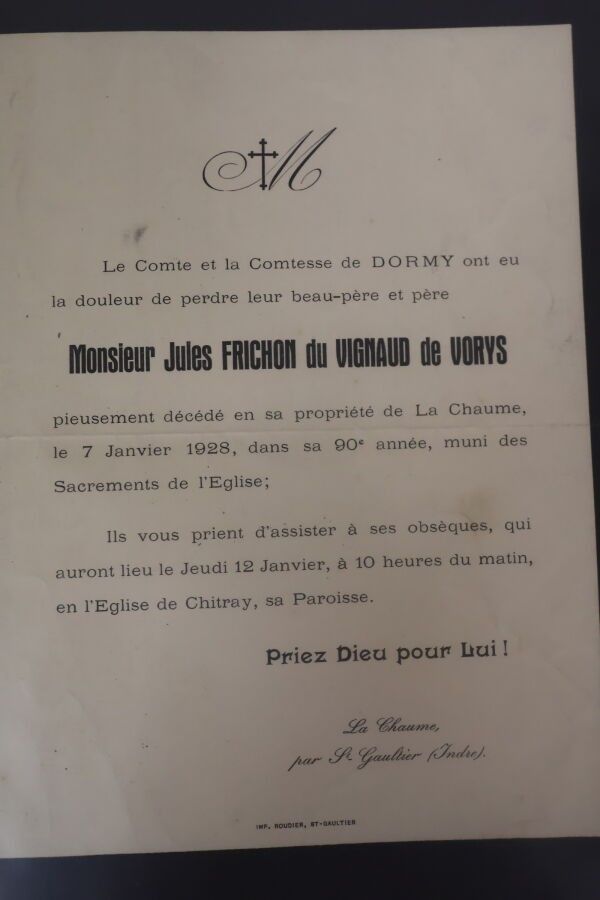 M
Le Comte et la Comtesse de DORMY ont eu
la douleur de perdre leur beau-père et père
Monsieur Jules FRICHON du VIGNAUD de VORYS
pieusement décédé en sa propriété de La Chaume,
le 7 Janvier 1928, dans sa 90e année, muni des
Sacrements de l'Eglise;
Ils vous prient d'assister à ses obsèques, qui
auront lieu le Jeudi 12 Janvier, à 10 heures du matin,
en l'Eglise de Chitray, sa Paroisse.
Priez Dieu pour Lui !
La Chaume,
par St-Gaultier (Indre).
IMP. ROUDIER, ST-GAULTIER